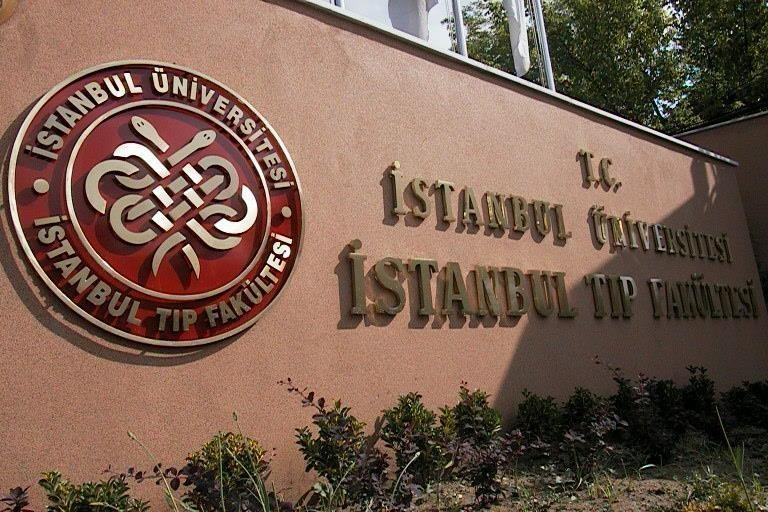 İSTANBUL ÜNİVERSİTESİ
İSTANBUL TIP FAKÜLTESİ
T.C.
İSTANBUL ÜNİVERSİTESİ
İSTANBUL TIP FAKÜLTESİ